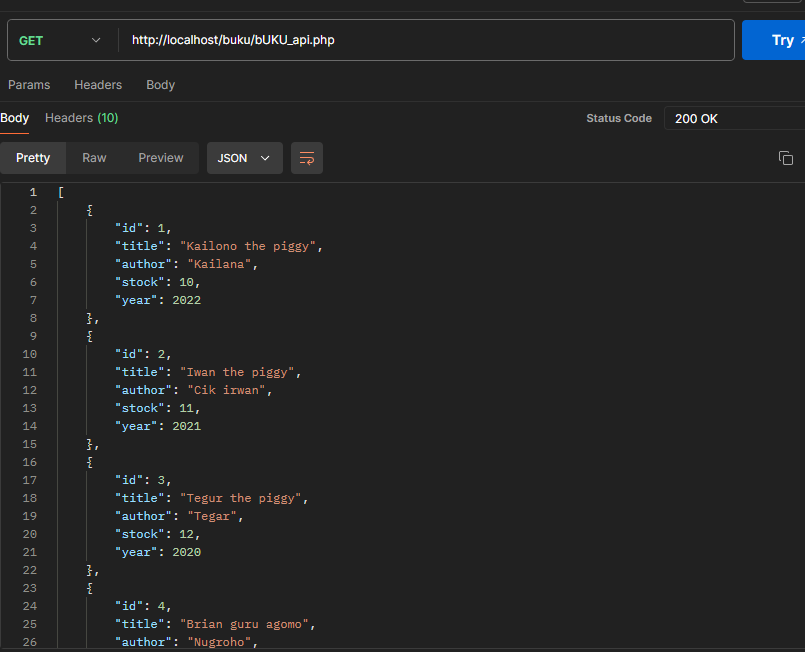 GET http://localhost/buku/bUKU_api.php Try
Params Headers Body
Body Headers (10) Status Code 200 OK
Pretty Raw Preview JSON
1 [
2 {
3 "id": 1,
4 "title": "Kailono the piggy",
5 "author": "Kailana",
6 "stock": 10,
7 "year": 2022
8 },
9 {
10 "id": 2,
11 "title": "Iwan the piggy",
12 "author": "Cik irwan",
13 "stock": 11,
14 "year": 2021
15 },
16 {
17 "id": 3,
18 "title": "Tegur the piggy",
19 "author": "Tegar",
20 "stock": 12,
21 "year": 2020
22 },
23 {
24 "id": 4,
25 "title": "Brian guru agomo",
26 "author": "Nugroho",